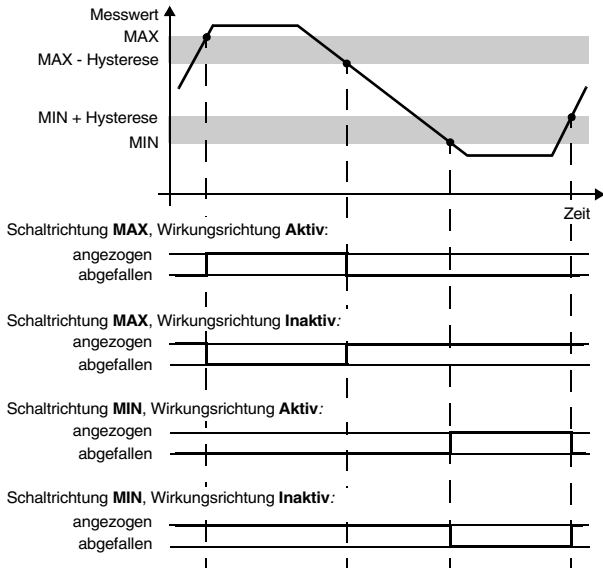 Messwert
MAX
MAX - Hysterese
MIN + Hysterese
MIN
Zeit
Schaltrichtung MAX, Wirkungsrichtung Aktiv:
angezogen
abgefallen
Schaltrichtung MAX, Wirkungsrichtung Inaktiv:
angezogen
abgefallen
Schaltrichtung MIN, Wirkungsrichtung Aktiv:
angezogen
abgefallen
Schaltrichtung MIN, Wirkungsrichtung Inaktiv:
angezogen
abgefallen